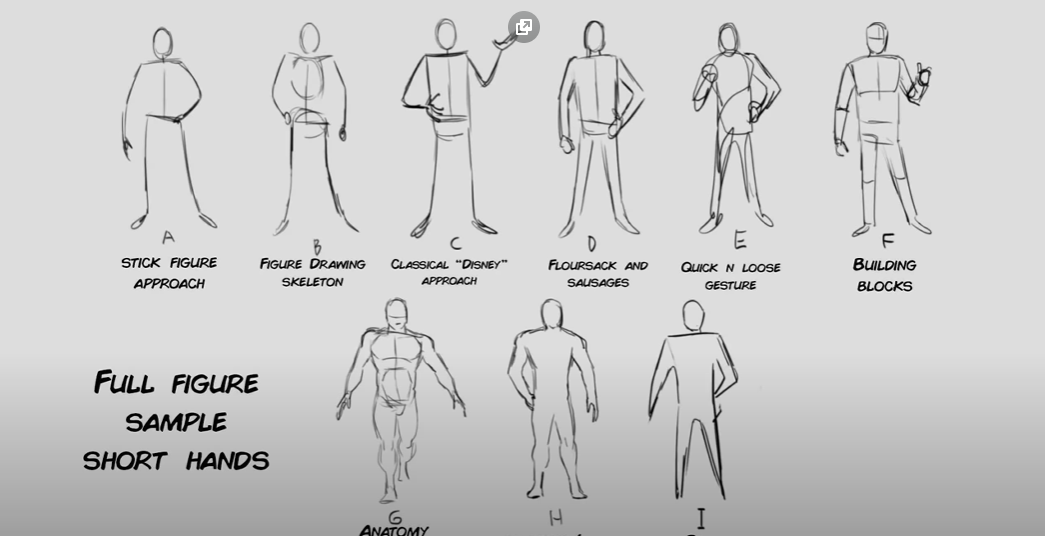 A
STICK FIGURE
APPROACH
B
FIGURE DRAWING
SKELETON
C
CLASSICAL "DISNEY"
APPROACH
D
FLOURSACK AND
SAUSAGES
E
QUICK N LOOSE
GESTURE
F
BUILDING
BLOCKS
FULL FIGURE
SAMPLE
SHORT HANDS
G
ANATOMY
H
I